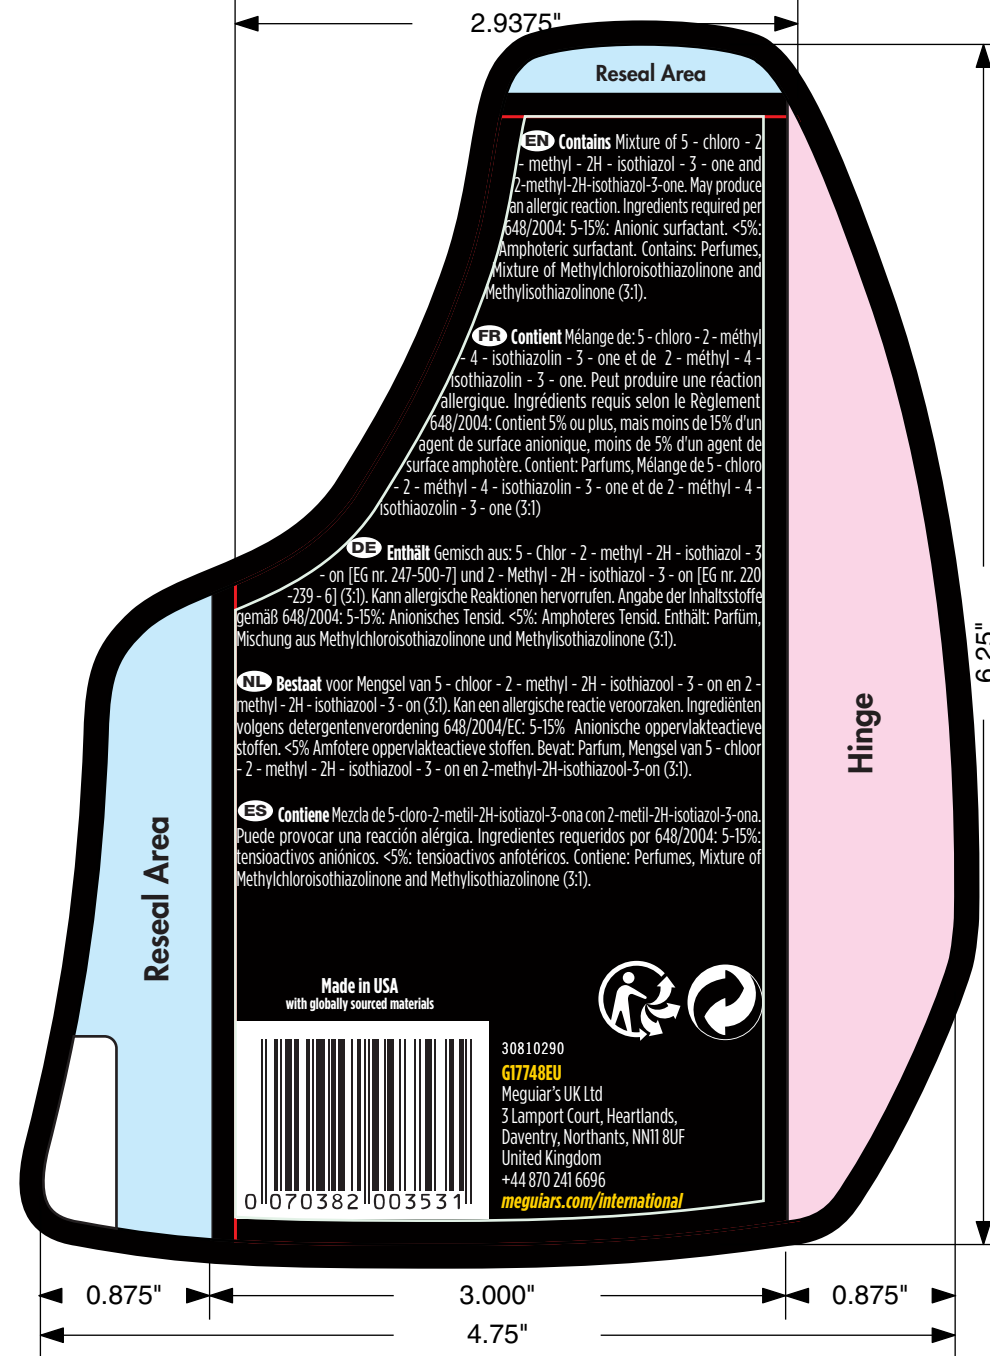 2.9375"
Reseal Area
EN Contains Mixture of 5 - chloro - 2
- methyl - 2H - isothiazol - 3 - one and
2-methyl-2H-isothiazol-3-one. May produce
an allergic reaction. Ingredients required per
648/2004: 5-15%: Anionic surfactant. <5%:
Amphoteric surfactant. Contains: Perfumes,
Mixture of Methylchloroisothiazolinone and
Methylisothiazolinone (3:1).
FR Contient Mélange de: 5 - chloro - 2 - méthyl
- 4 - isothiazolin - 3 - one et de 2 - méthyl - 4 -
isothiazolin - 3 - one. Peut produire une réaction
allergique. Ingrédients requis selon le Règlement
648/2004: Contient 5% ou plus, mais moins de 15% d'un
agent de surface anionique, moins de 5% d'un agent de
surface amphotère. Contient: Parfums, Mélange de 5 - chloro
- 2 - méthyl - 4 - isothiazolin - 3 - one et de 2 - méthyl - 4 -
isothiaozolin - 3 - one (3:1)
DE Enthält Gemisch aus: 5 - Chlor - 2 - methyl - 2H - isothiazol - 3
- on [EG nr. 247-500-7] und 2 - Methyl - 2H - isothiazol - 3 - on [EG nr. 220
-239 - 6] (3:1). Kann allergische Reaktionen hervorrufen. Angabe der Inhaltsstoffe
gemäß 648/2004: 5-15%: Anionisches Tensid. <5%: Amphoteres Tensid. Enthält: Parfüm,
Mischung aus Methylchloroisothiazolinone und Methylisothiazolinone (3:1).
NL Bestaat voor Mengsel van 5 - chloor - 2 - methyl - 2H - isothiazool - 3 - on en 2 -
methyl - 2H - isothiazool - 3 - on (3:1). Kan een allergische reactie veroorzaken. Ingrediënten
volgens detergentenverordening 648/2004/EC: 5-15% Anionische oppervlakteactieve
stoffen. <5% Amfotere oppervlakteactieve stoffen. Bevat: Parfum, Mengsel van 5 - chloor
- 2 - methyl - 2H - isothiazool - 3 - on en 2-methyl-2H-isothiazool-3-on (3:1).
ES Contiene Mezcla de 5-cloro-2-metil-2H-isotiazol-3-ona con 2-metil-2H-isotiazol-3-ona.
Puede provocar una reacción alérgica. Ingredientes requeridos por 648/2004: 5-15%:
tensioactivos aniónicos. <5%: tensioactivos anfotéricos. Contiene: Perfumes, Mixture of
Methylchloroisothiazolinone and Methylisothiazolinone (3:1).
Reseal Area
Hinge
6.25"
Made in USA
with globally sourced materials
0 070382 003531
30810290
G17748EU
Meguiar's UK Ltd
3 Lamport Court, Heartlands,
Daventry, Northants, NN11 8UF
United Kingdom
+44 870 241 6696
meguiars.com/international
0.875"
3.000"
0.875"
4.75"